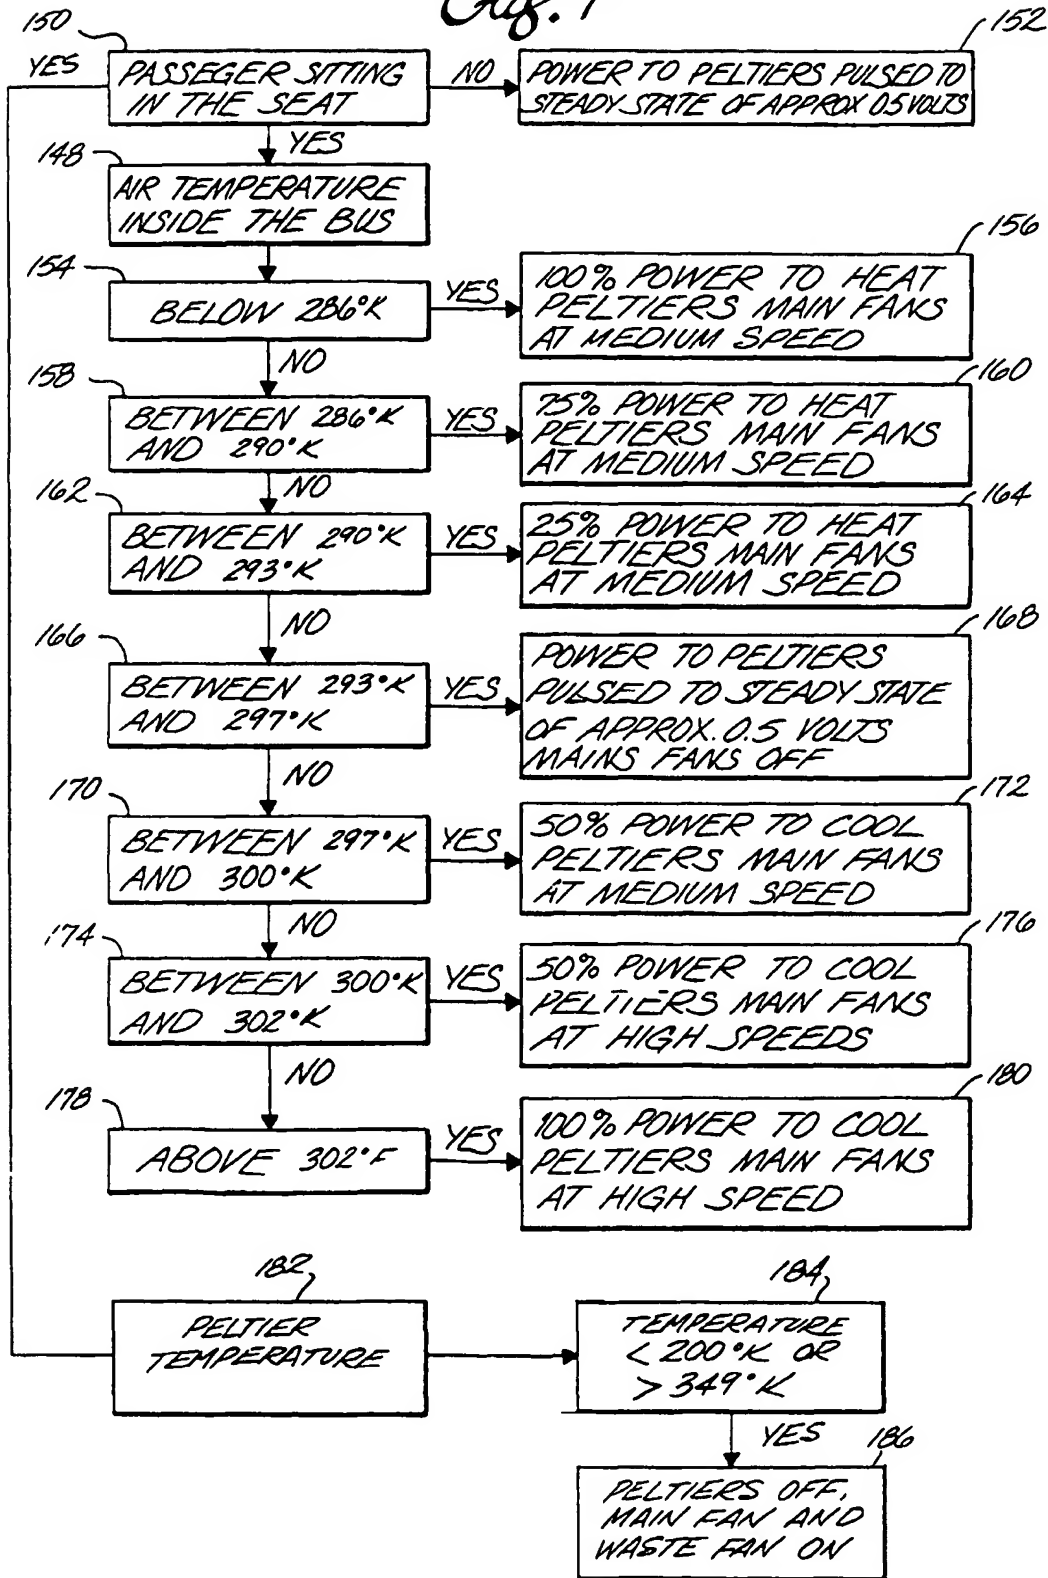 Fig. 7
150
152
YES
PASSEGER SITTING
IN THE SEAT
NO
POWER TO PELTIERS PULSED TO
STEADY STATE OF APPROX 0.5 VOLTS
YES
148
AIR TEMPERATURE
INSIDE THE BUS
154
156
BELOW 286°K
YES
100% POWER TO HEAT
PELTIERS MAIN FANS
AT MEDIUM SPEED
NO
158
160
BETWEEN 286°K
AND 290°K
YES
75% POWER TO HEAT
PELTIERS MAIN FANS
AT MEDIUM SPEED
NO
162
164
BETWEEN 290°K
AND 293°K
YES
25% POWER TO HEAT
PELTIERS MAIN FANS
AT MEDIUM SPEED
NO
166
168
BETWEEN 293°K
AND 297°K
YES
POWER TO PELTIERS
PULSED TO STEADY STATE
OF APPROX. 0.5 VOLTS
MAINS FANS OFF
NO
170
172
BETWEEN 297°K
AND 300°K
YES
50% POWER TO COOL
PELTIERS MAIN FANS
AT MEDIUM SPEED
NO
174
176
BETWEEN 300°K
AND 302°K
YES
50% POWER TO COOL
PELTIERS MAIN FANS
AT HIGH SPEEDS
NO
178
180
ABOVE 302°F
YES
100% POWER TO COOL
PELTIERS MAIN FANS
AT HIGH SPEED
182
184
PELTIER
TEMPERATURE
TEMPERATURE
< 200°K OR
> 349°K
YES
186
PELTIERS OFF,
MAIN FAN AND
WASTE FAN ON